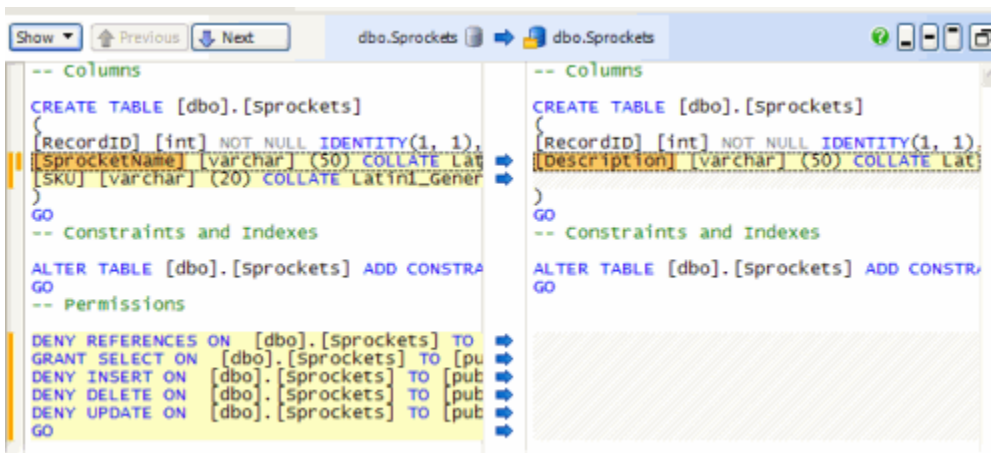 Show Previous Next dbo.Sprockets dbo.Sprockets
-- Columns
CREATE TABLE [dbo].[Sprockets]
(
[RecordID] [int] NOT NULL IDENTITY(1, 1),
[SprocketName] [varchar] (50) COLLATE Lat
[SKU] [varchar] (20) COLLATE Latin1_Gener
)
GO
-- Constraints and Indexes
ALTER TABLE [dbo].[Sprockets] ADD CONSTRA
GO
-- Permissions
DENY REFERENCES ON [dbo].[Sprockets] TO
GRANT SELECT ON [dbo].[Sprockets] TO [pu
DENY INSERT ON [dbo].[Sprockets] TO [pub
DENY DELETE ON [dbo].[Sprockets] TO [pub
DENY UPDATE ON [dbo].[Sprockets] TO [pub
GO
-- Columns
CREATE TABLE [dbo].[Sprockets]
(
[RecordID] [int] NOT NULL IDENTITY(1, 1),
[Description] [varchar] (50) COLLATE Lat
)
GO
-- Constraints and Indexes
ALTER TABLE [dbo].[Sprockets] ADD CONSTR
GO